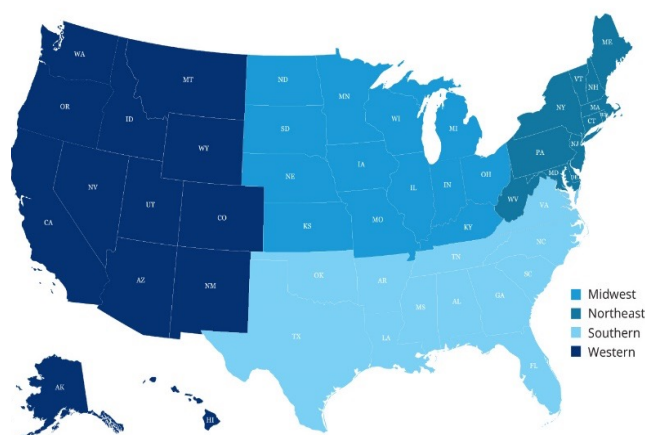 WA
MT
ND
MN
ME
OR
ID
SD
WI
MI
VT
NH
NY
MA
CT
WY
NE
IA
PA
NJ
NV
UT
CO
IL
IN
OH
MD
WV
VA
CA
KS
MO
KY
AZ
NM
OK
AR
TN
NC
SC
MS
AL
GA
TX
LA
FL
AK
HI
Midwest
Northeast
Southern
Western